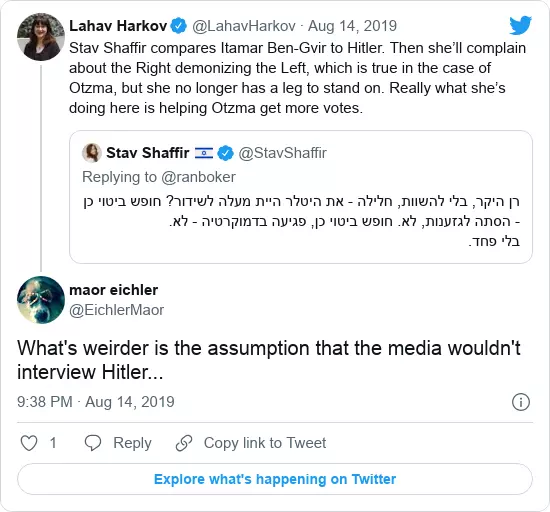 Lahav Harkov @LahavHarkov · Aug 14, 2019
Stav Shaffir compares Itamar Ben-Gvir to Hitler. Then she’ll complain
about the Right demonizing the Left, which is true in the case of
Otzma, but she no longer has a leg to stand on. Really what she’s
doing here is helping Otzma get more votes.
Stav Shaffir 🇮🇱 @StavShaffir
Replying to @ranboker
רן היקר, בלי להשוות, חלילה - את היטלר היית מעלה לשידור? חופש ביטוי כן
- הסתה לגזענות, לא. חופש ביטוי כן, פגיעה בדמוקרטיה - לא.
בלי פחד.
maor eichler
@EichlerMaor
What's weirder is the assumption that the media wouldn't
interview Hitler...
9:38 PM · Aug 14, 2019
1 Reply Copy link to Tweet
Explore what's happening on Twitter